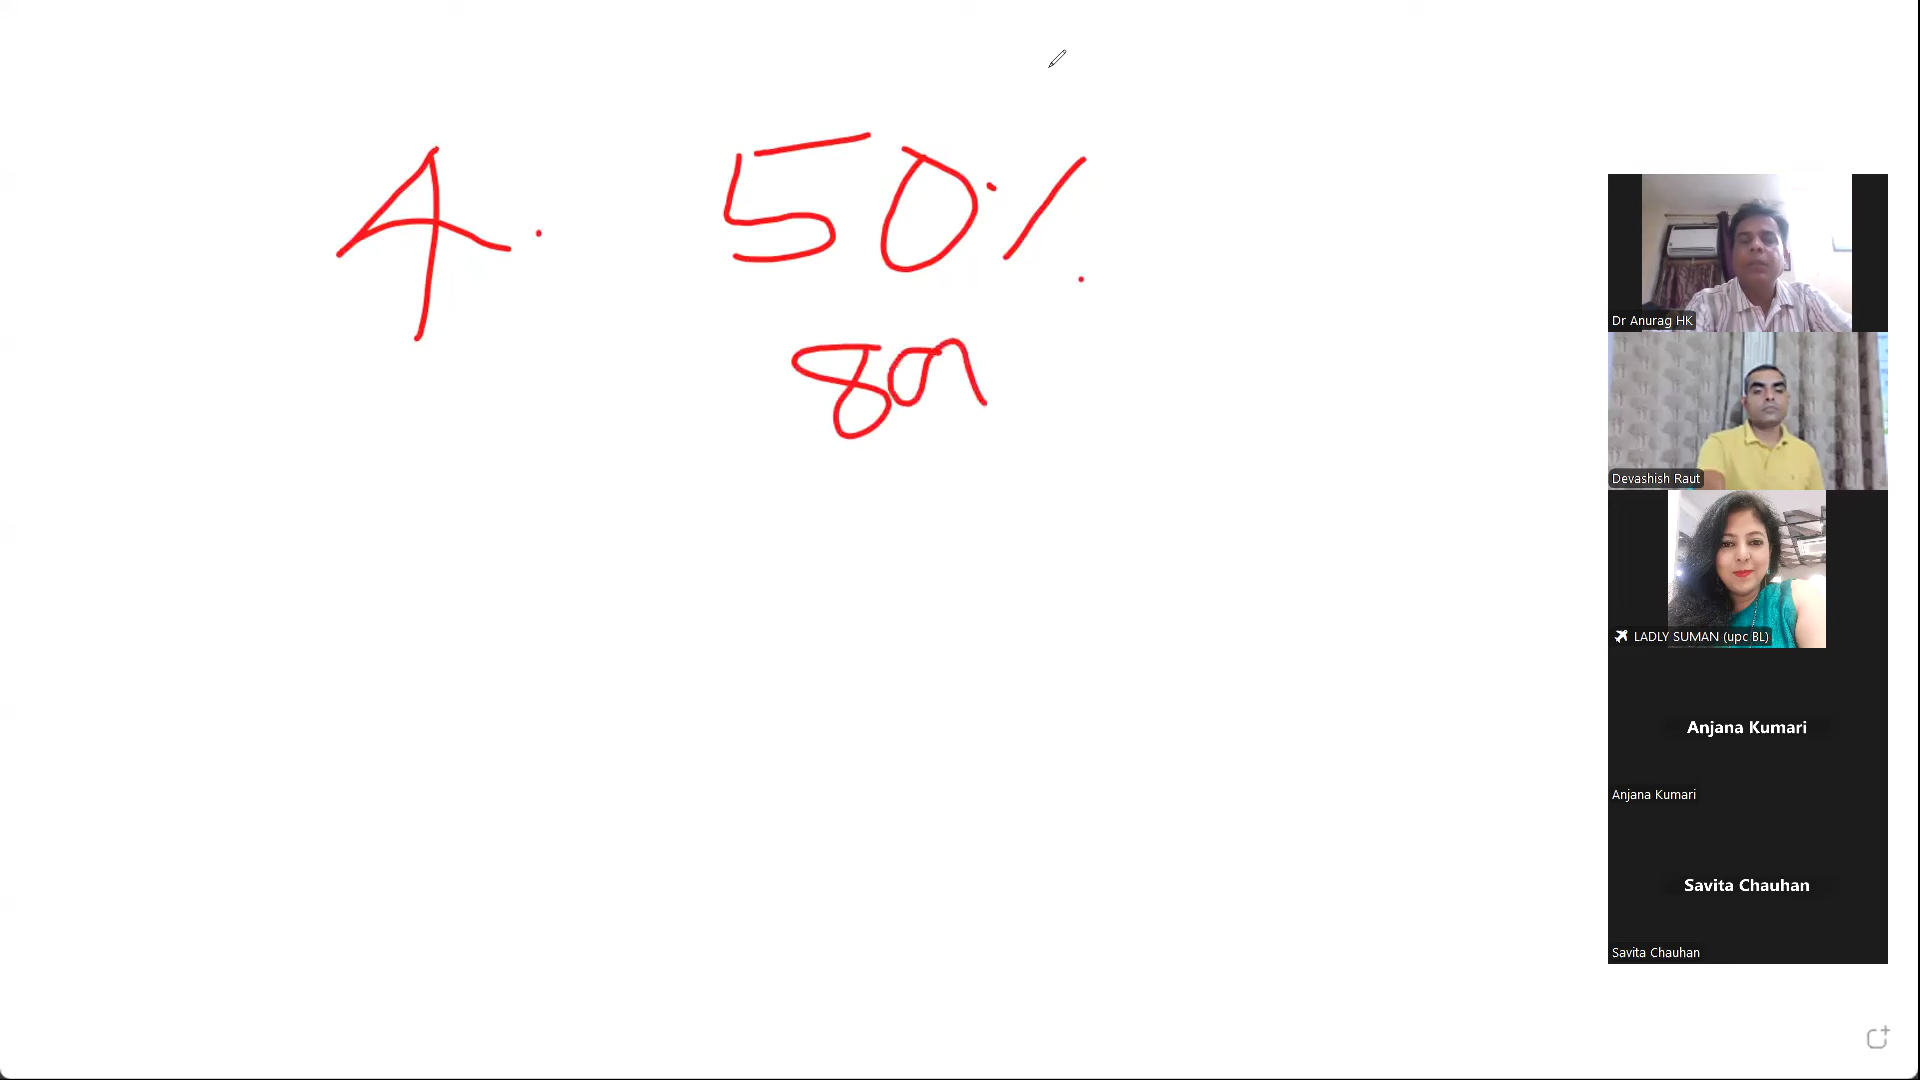 4. 50%
80
Dr Anurag HK
Devashish Raut
LADLY SUMAN (upc BL)
Anjana Kumari
Anjana Kumari
Savita Chauhan
Savita Chauhan